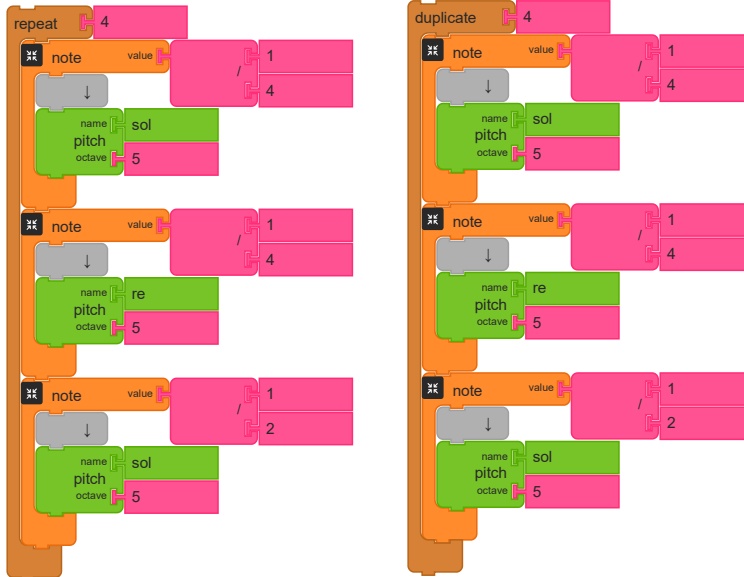 repeat 4
note value 1
/
4
↓
name sol
pitch
octave 5
note value 1
/
4
↓
name re
pitch
octave 5
note value 1
/
2
↓
name sol
pitch
octave 5
duplicate 4
note value 1
/
4
↓
name sol
pitch
octave 5
note value 1
/
4
↓
name re
pitch
octave 5
note value 1
/
2
↓
name sol
pitch
octave 5